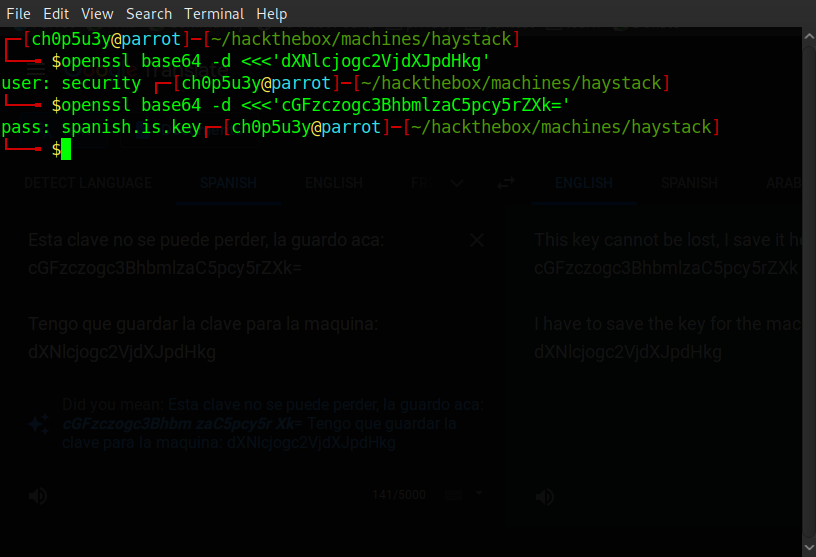 File Edit View Search Terminal Help
┌─[ch0p5u3y@parrot]─[~/hackthebox/machines/haystack]
└──╼ $openssl base64 -d <<<'dXNlcjogc2VjdXJpdHkg'
user: security ┌─[ch0p5u3y@parrot]─[~/hackthebox/machines/haystack]
└──╼ $openssl base64 -d <<<'cGFzczogc3BhbmlzaC5pcy5rZXk='
pass: spanish.is.key┌─[ch0p5u3y@parrot]─[~/hackthebox/machines/haystack]
└──╼ $
DETECT LANGUAGE SPANISH ENGLISH FR ENGLISH SPANISH ARAB
Esta clave no se puede perder, la guardo aca: This key cannot be lost, I save it he
cGFzczogc3BhbmlzaC5pcy5rZXk= cGFzczogc3BhbmlzaC5pcy5rZXk
Tengo que guardar la clave para la maquina: I have to save the key for the mac
dXNlcjogc2VjdXJpdHkg dXNlcjogc2VjdXJpdHkg
Did you mean: Esta clave no se puede perder, la guardo aca:
cGFzczogc3Bhbm zaC5pcy5r Xk= Tengo que guardar la
clave para la maquina: dXNlcjogc2VjdXJpdHkg
141/5000